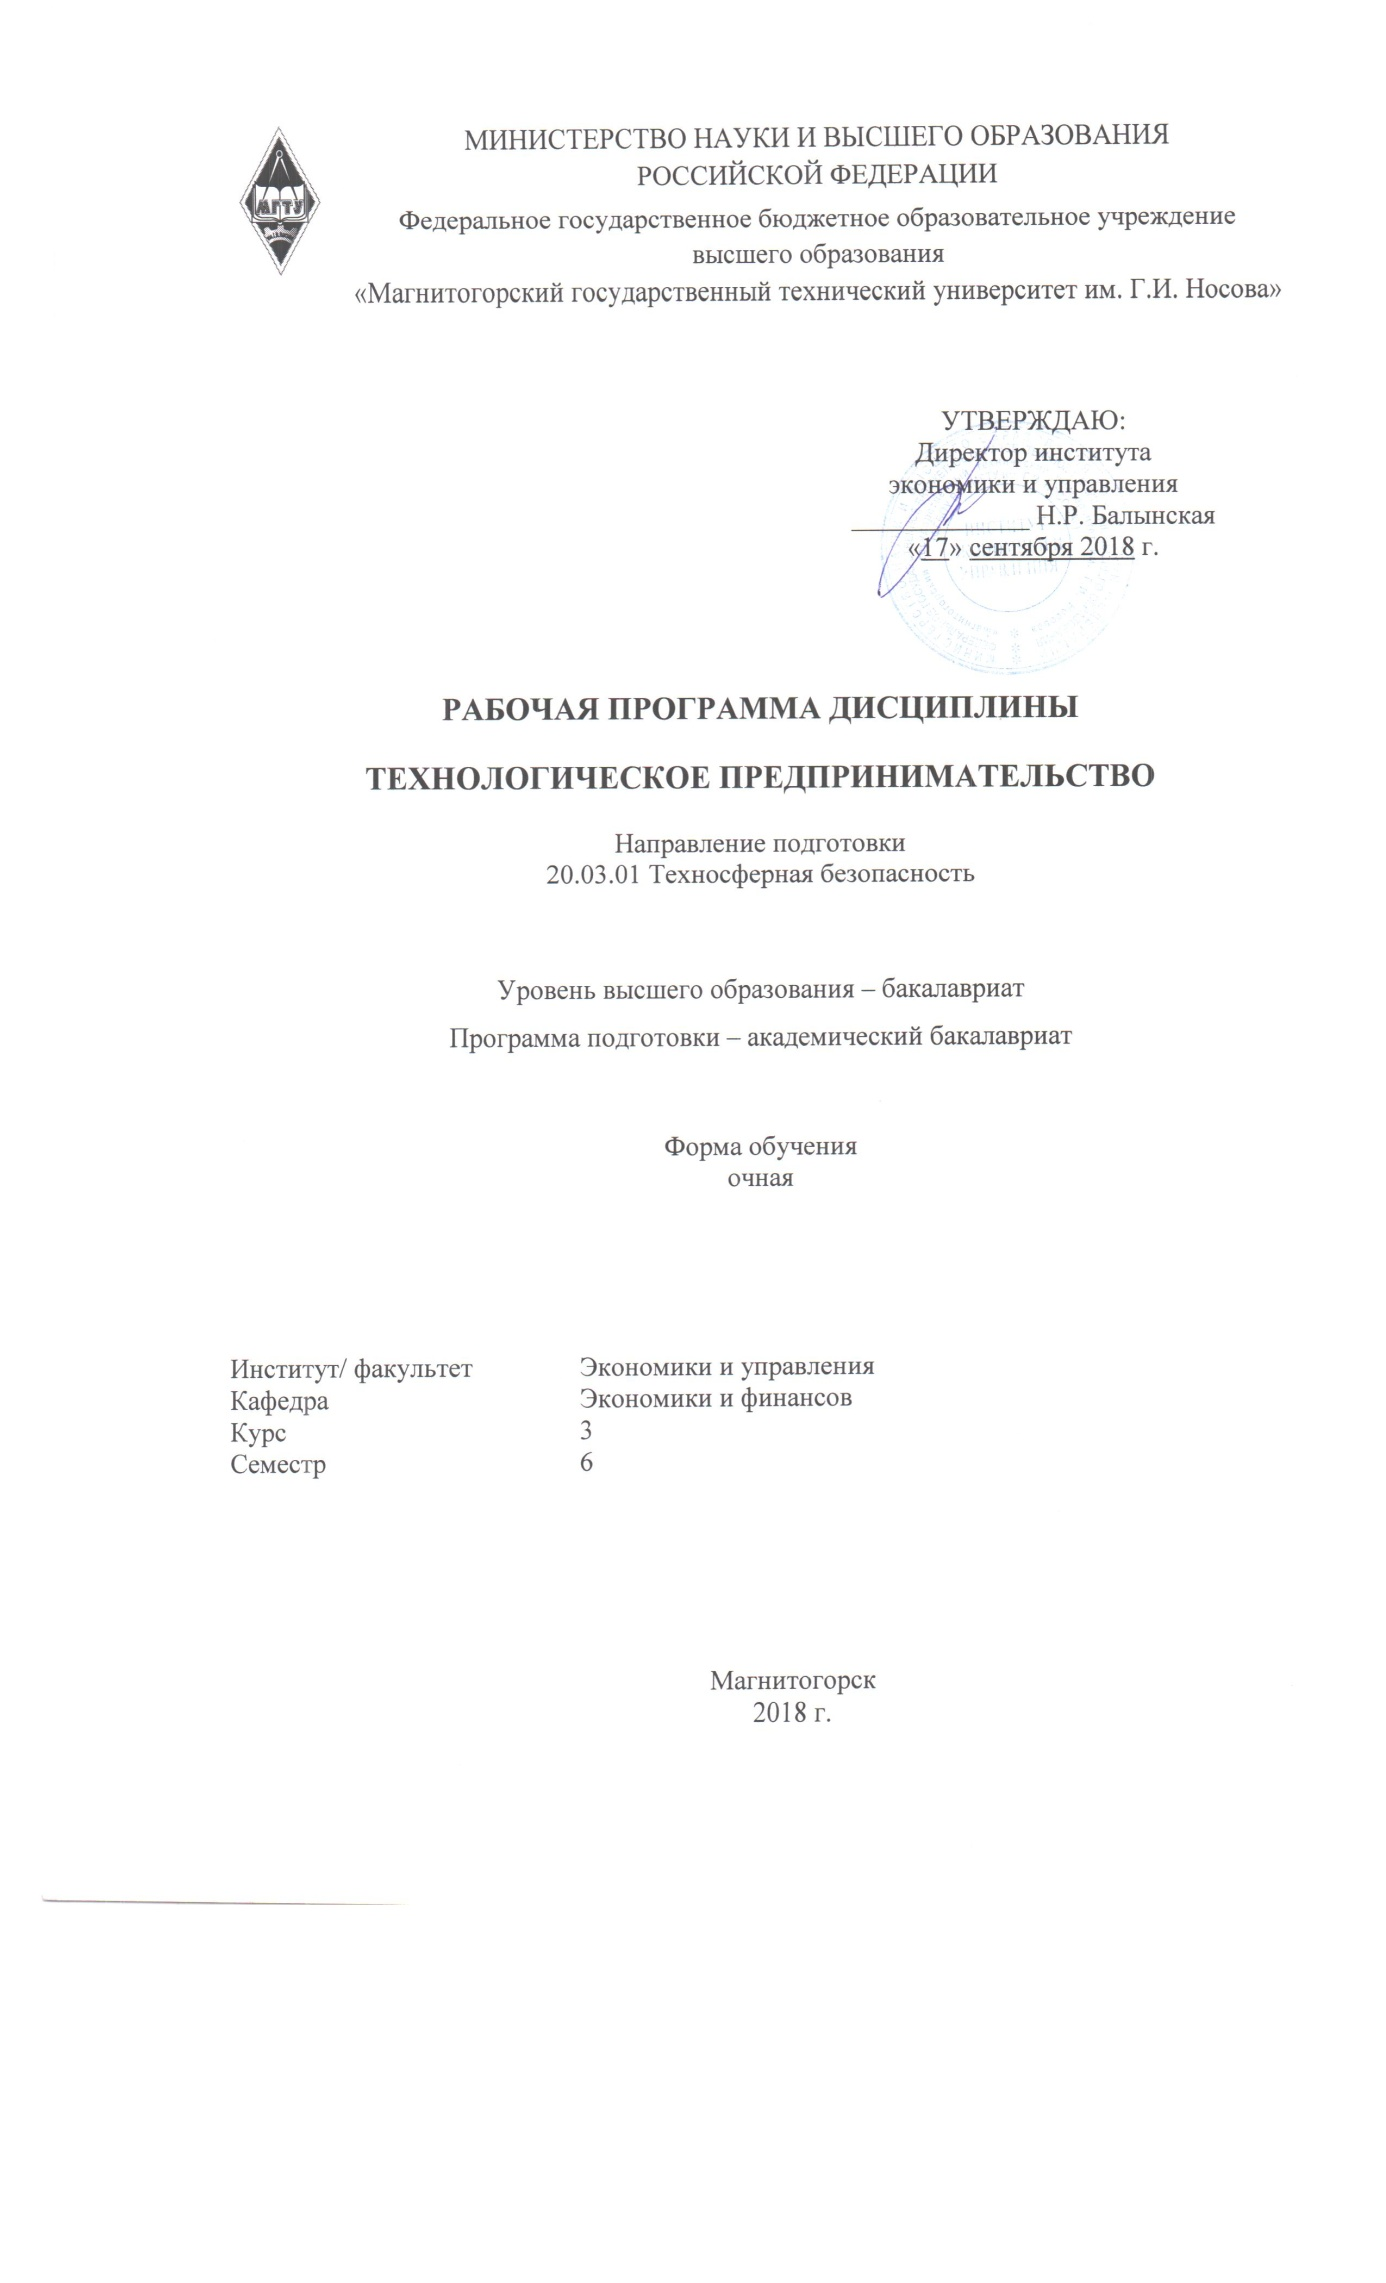 МИНИСТЕРСТВО НАУКИ И ВЫСШЕГО ОБРАЗОВАНИЯ
РОССИЙСКОЙ ФЕДЕРАЦИИ
Федеральное государственное бюджетное образовательное учреждение
высшего образования
«Магнитогорский государственный технический университет им. Г.И. Носова»
МГТУ
УТВЕРЖДАЮ:
Директор института
экономики и управления
______________ Н.Р. Балынская
«17» сентября 2018 г.
РАБОЧАЯ ПРОГРАММА ДИСЦИПЛИНЫ
ТЕХНОЛОГИЧЕСКОЕ ПРЕДПРИНИМАТЕЛЬСТВО
Направление подготовки
20.03.01 Техносферная безопасность
Уровень высшего образования – бакалавриат
Программа подготовки – академический бакалавриат
Форма обучения
очная
Институт/ факультет Экономики и управления
Кафедра Экономики и финансов
Курс 3
Семестр 6
Магнитогорск
2018 г.